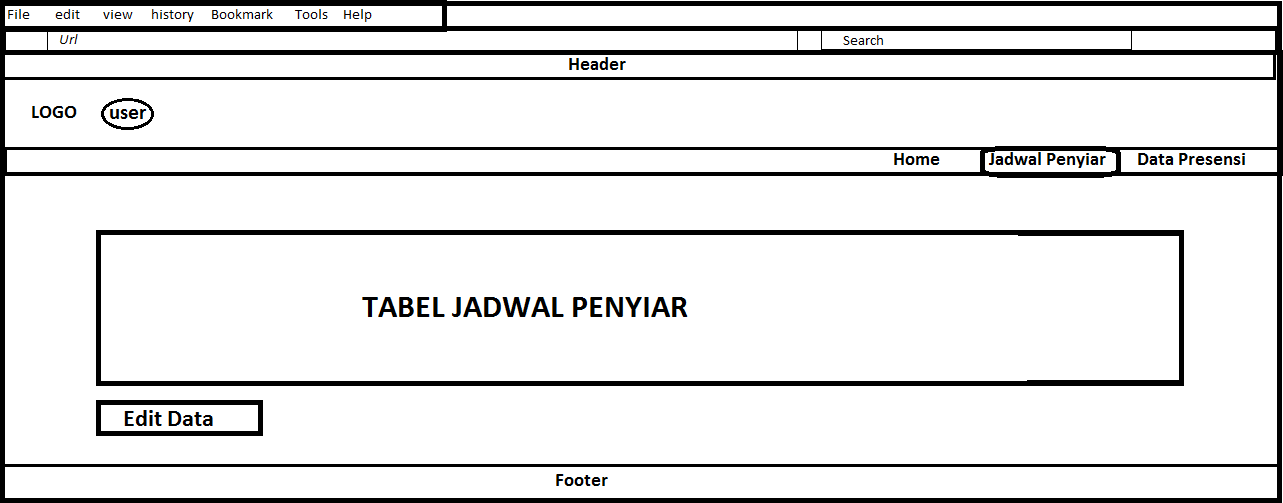 File edit view history Bookmark Tools Help
Url Search
Header
LOGO user
Home Jadwal Penyiar Data Presensi
TABEL JADWAL PENYIAR
Edit Data
Footer